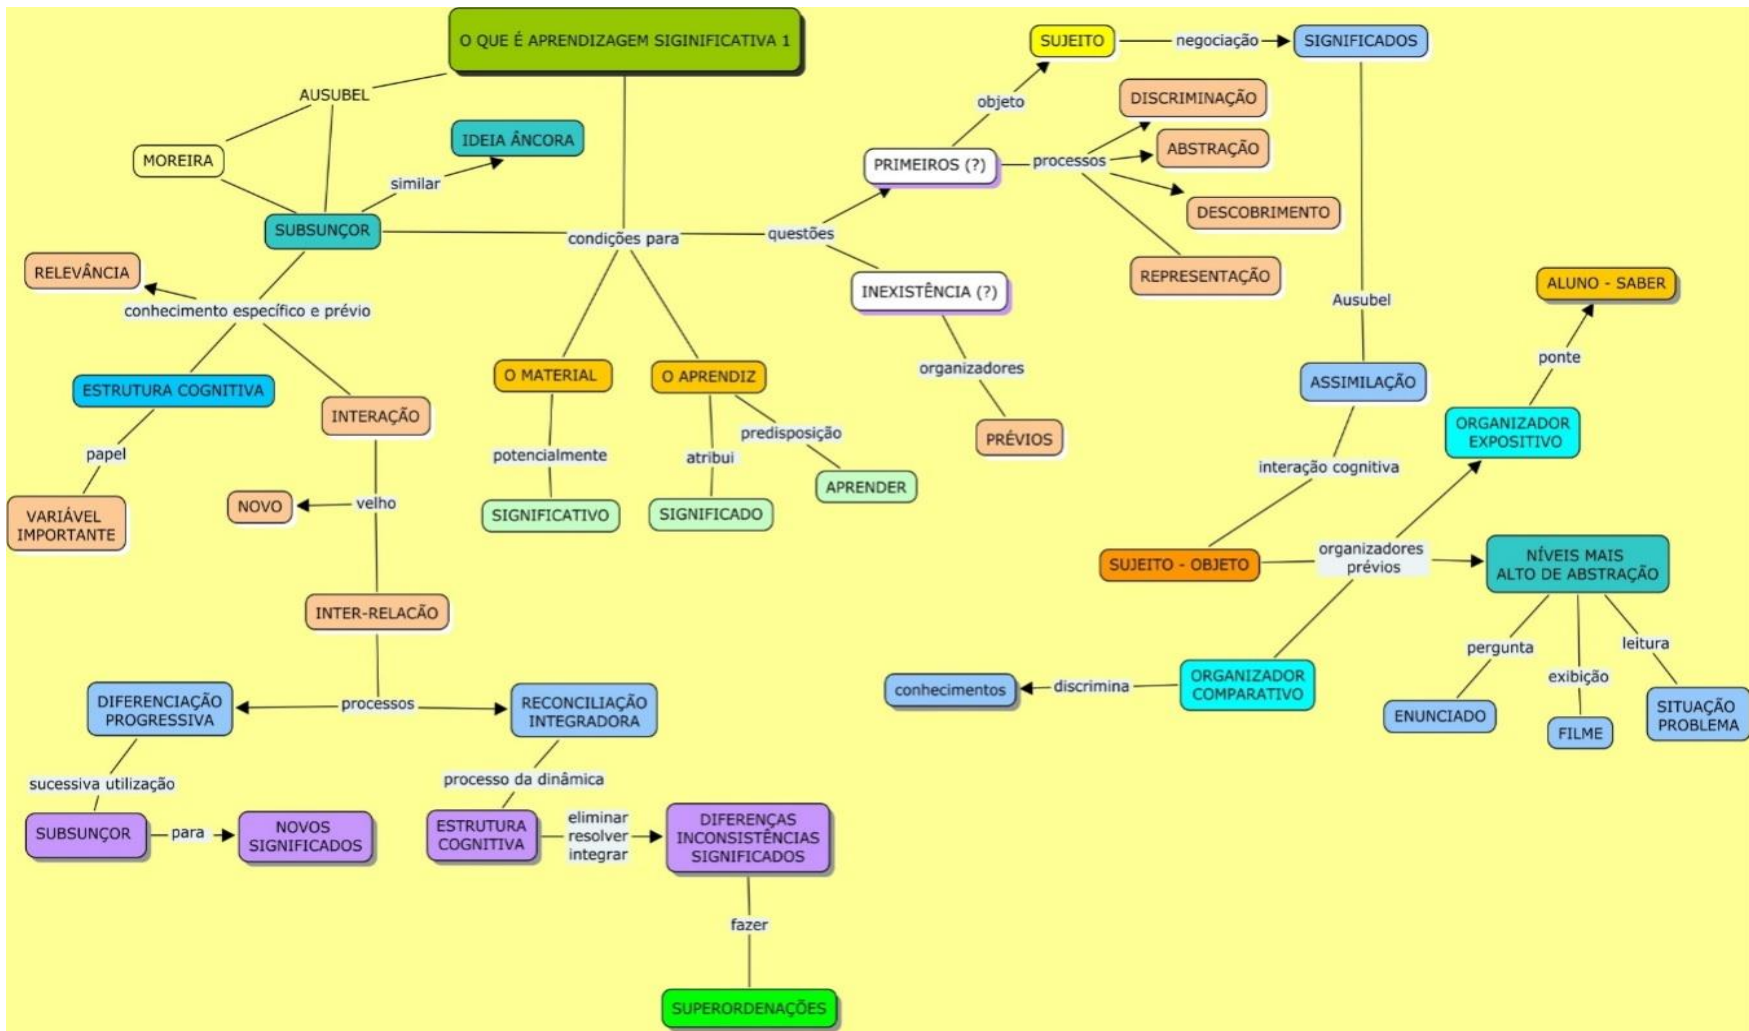 O QUE É APRENDIZAGEM SIGINIFICATIVA 1
AUSUBEL
MOREIRA
IDEIA ÂNCORA
similar
SUBSUNÇOR
RELEVÂNCIA
conhecimento específico e prévio
ESTRUTURA COGNITIVA
papel
VARIÁVEL
IMPORTANTE
INTERAÇÃO
NOVO
velho
INTER-RELACÃO
processos
DIFERENCIAÇÃO
PROGRESSIVA
sucessiva utilização
SUBSUNÇOR
para
NOVOS
SIGNIFICADOS
RECONCILIAÇÃO
INTEGRADORA
processo da dinâmica
ESTRUTURA
COGNITIVA
eliminar
resolver
integrar
DIFERENÇAS
INCONSISTÊNCIAS
SIGNIFICADOS
fazer
SUPERORDENAÇÕES
condições para
O MATERIAL
potencialmente
SIGNIFICATIVO
O APRENDIZ
atribui
SIGNIFICADO
predisposição
APRENDER
questões
PRIMEIROS (?)
objeto
SUJEITO
negociação
SIGNIFICADOS
processos
DISCRIMINAÇÃO
ABSTRAÇÃO
DESCOBRIMENTO
REPRESENTAÇÃO
INEXISTÊNCIA (?)
organizadores
PRÉVIOS
Ausubel
ASSIMILAÇÃO
interação cognitiva
SUJEITO - OBJETO
organizadores
prévios
ORGANIZADOR
EXPOSITIVO
ponte
ALUNO - SABER
NÍVEIS MAIS
ALTO DE ABSTRAÇÃO
pergunta
ENUNCIADO
exibição
FILME
leitura
SITUAÇÃO
PROBLEMA
ORGANIZADOR
COMPARATIVO
discrimina
conhecimentos